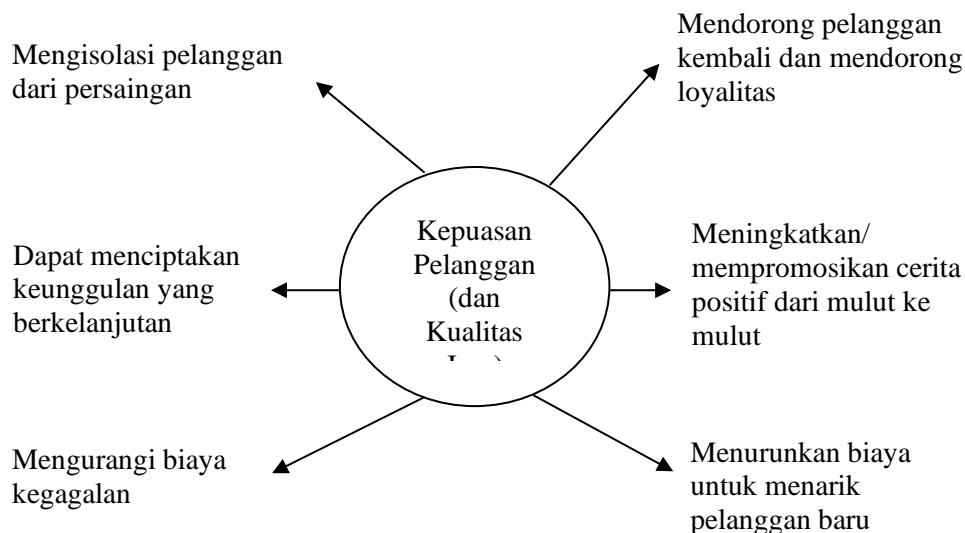 Mengisolasi pelanggan
dari persaingan
Mendorong pelanggan
kembali dan mendorong
loyalitas
Kepuasan
Pelanggan
(dan
Kualitas
Dapat menciptakan
keunggulan yang
berkelanjutan
Meningkatkan/
mempromosikan cerita
positif dari mulut ke
mulut
Mengurangi biaya
kegagalan
Menurunkan biaya
untuk menarik
pelanggan baru